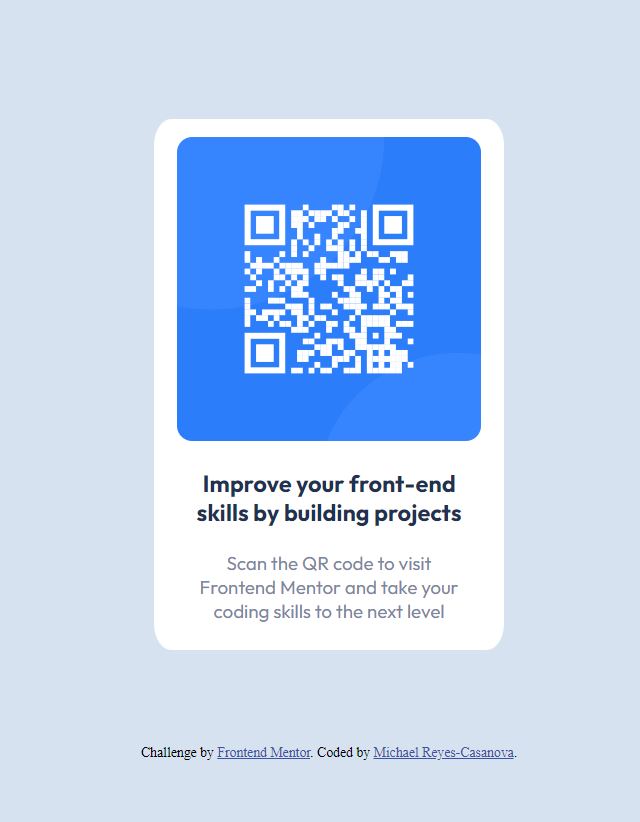 Improve your front-end
skills by building projects
Scan the QR code to visit
Frontend Mentor and take your
coding skills to the next level
Challenge by Frontend Mentor. Coded by Michael Reyes-Casanova.